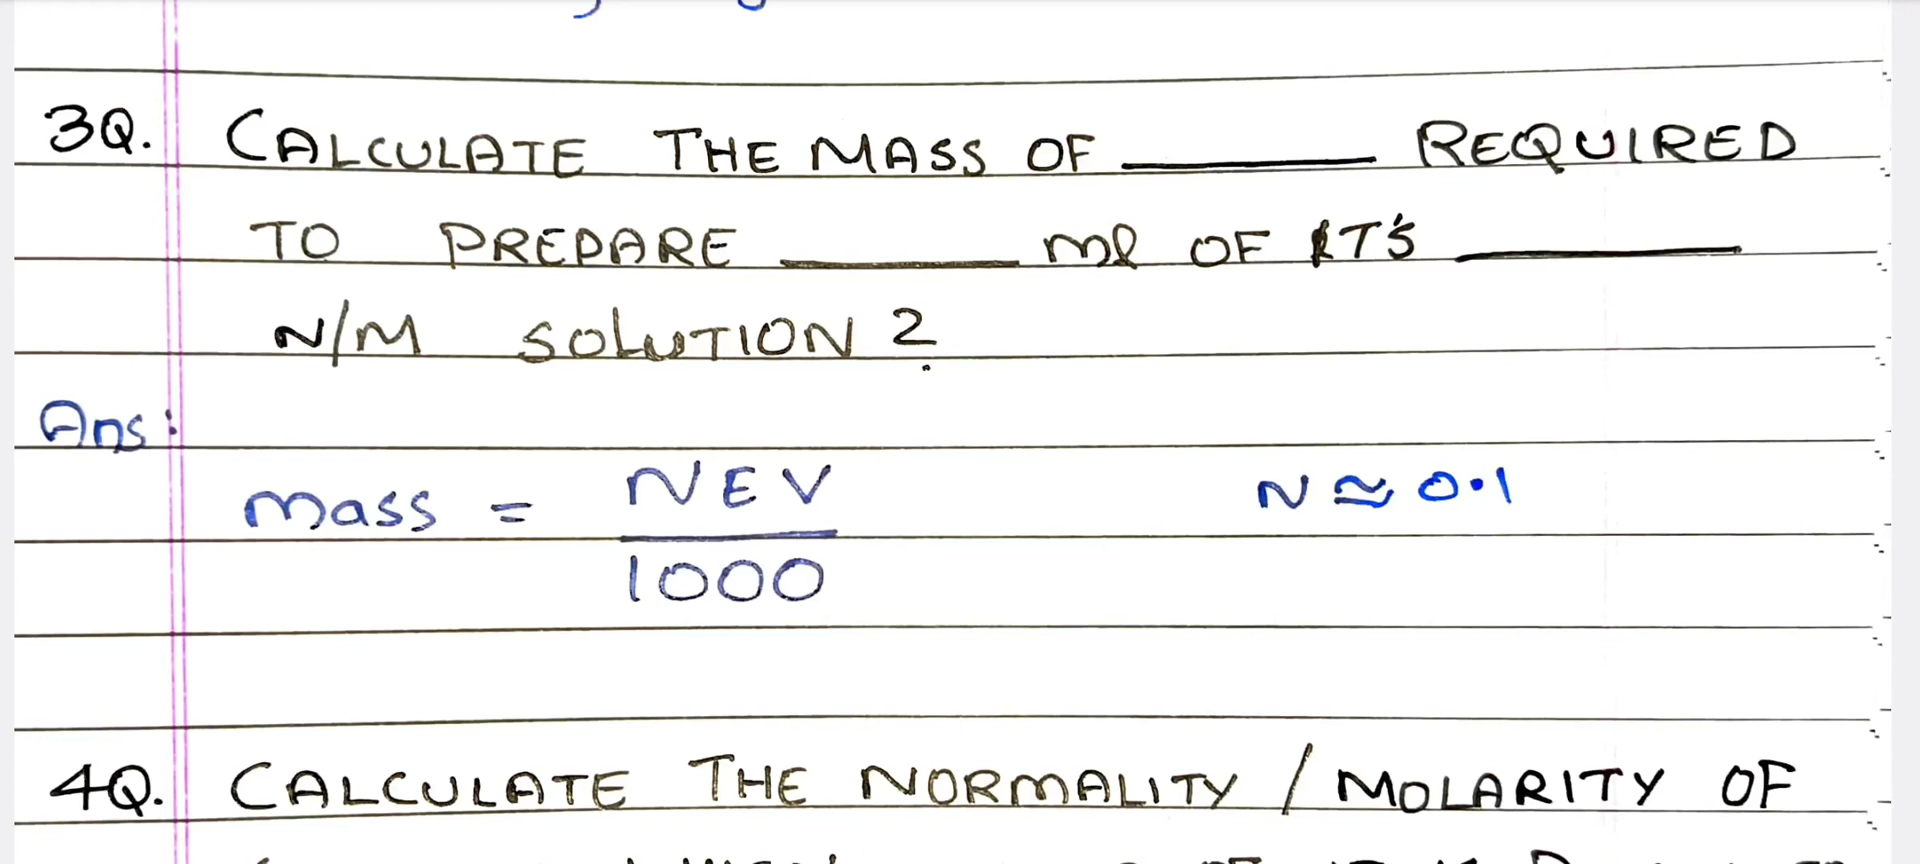 3Q. CALCULATE THE MASS OF ______ REQUIRED
TO PREPARE ______ ml OF ITS ______
N/M SOLUTION ?
Ans:
mass = NEV / 1000
N ≃ 0.1
4Q. CALCULATE THE NORMALITY / MOLARITY OF